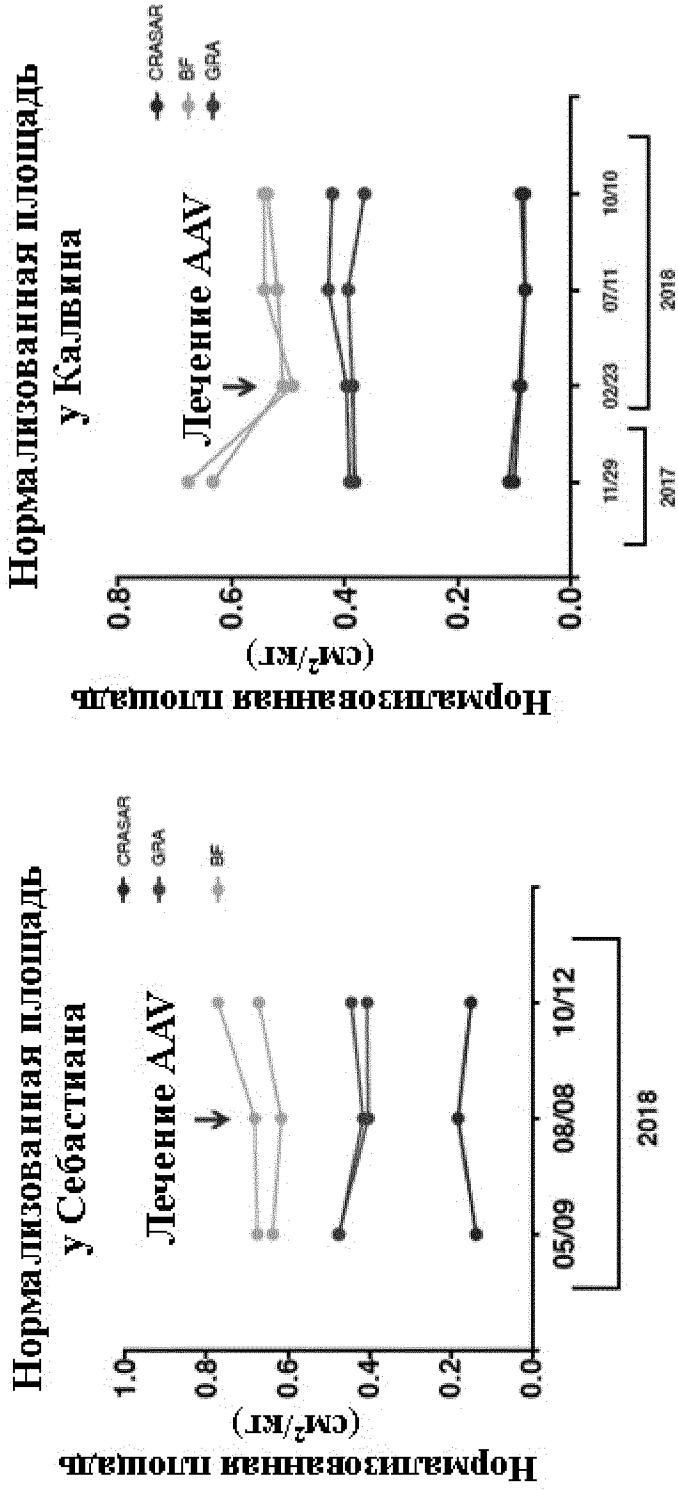 Нормализованная площадь
у Себастиана
Лечение AAV
CRASAR
GRA
BF
Нормализованная площадь
(см²/кг)
1.0
0.8
0.6
0.4
0.2
0.0
05/09 08/08 10/12
2018
Нормализованная площадь
у Калвина
Лечение AAV
CRASAR
BF
GRA
Нормализованная площадь
(см²/кг)
0.8
0.6
0.4
0.2
0.0
11/29 02/23 07/11 10/10
2017 2018